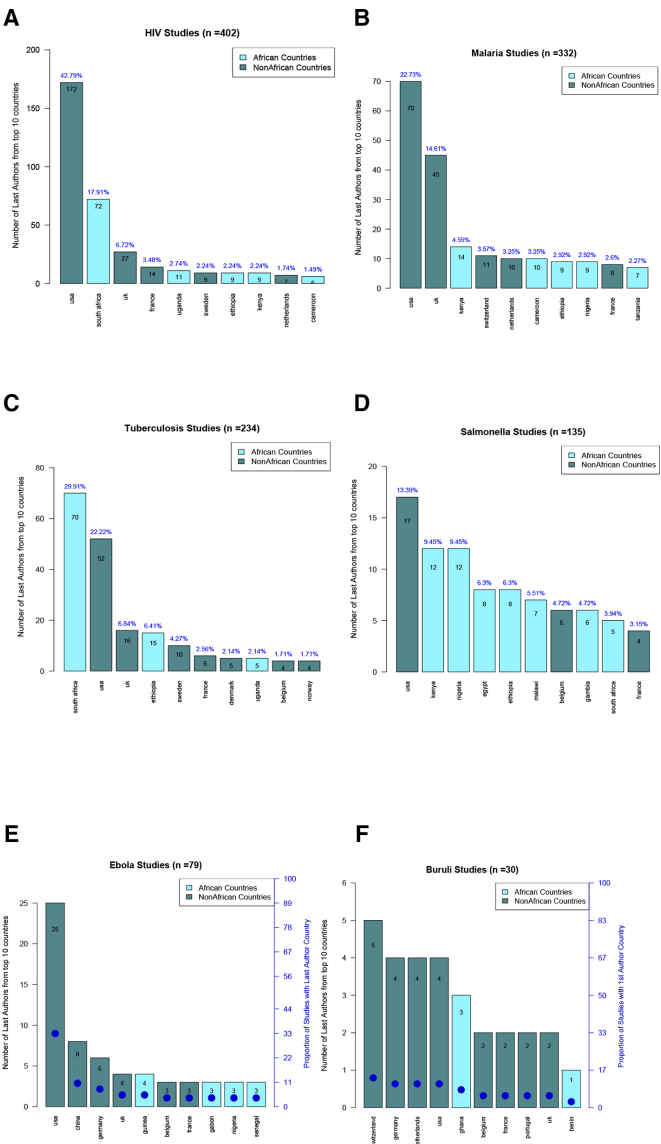 A
HIV Studies (n =402)
African Countries
NonAfrican Countries
Number of Last Authors from top 10 countries
200
150
100
50
0
42.79%
172
17.91%
72
6.72%
27
3.48%
14
2.74%
11
2.24%
9
2.24%
9
2.24%
9
1.74%
7
1.49%
6
usa
south africa
uk
france
uganda
sweden
ethiopia
kenya
netherlands
cameroon
B
Malaria Studies (n =332)
African Countries
NonAfrican Countries
Number of Last Authors from top 10 countries
70
60
50
40
30
20
10
0
22.73%
70
14.61%
45
4.55%
14
3.57%
11
3.25%
10
3.25%
10
2.92%
9
2.92%
9
2.6%
8
2.27%
7
usa
uk
kenya
switzerland
netherlands
cameroon
ethiopia
nigeria
france
tanzania
C
Tuberculosis Studies (n =234)
African Countries
NonAfrican Countries
Number of Last Authors from top 10 countries
80
60
40
20
0
29.91%
70
22.22%
52
6.84%
16
6.41%
15
4.27%
10
2.56%
6
2.14%
5
2.14%
5
1.71%
4
1.71%
4
south africa
usa
uk
ethiopia
sweden
france
denmark
uganda
belgium
norway
D
Salmonella Studies (n =135)
African Countries
NonAfrican Countries
Number of Last Authors from top 10 countries
20
15
10
5
0
13.39%
17
9.45%
12
9.45%
12
6.3%
8
6.3%
8
5.51%
7
4.72%
6
4.72%
6
3.94%
5
3.15%
4
usa
kenya
nigeria
egypt
ethiopia
malawi
belgium
gambia
south africa
france
E
Ebola Studies (n =79)
African Countries
NonAfrican Countries
Number of Last Authors from top 10 countries
25
20
15
10
5
0
25
8
6
4
4
3
3
3
3
3
usa
china
germany
uk
guinea
belgium
france
gabon
nigeria
senegal
100
89
78
67
56
44
33
22
11
0
Proportion of Studies with Last Author Country
F
Buruli Studies (n =30)
African Countries
NonAfrican Countries
Number of Last Authors from top 10 countries
6
5
4
3
2
1
0
5
4
4
4
3
2
2
2
2
1
witzerland
germany
etherlands
usa
ghana
belgium
france
portugal
uk
benin
100
83
67
50
33
17
0
Proportion of Studies with 1st Author Country